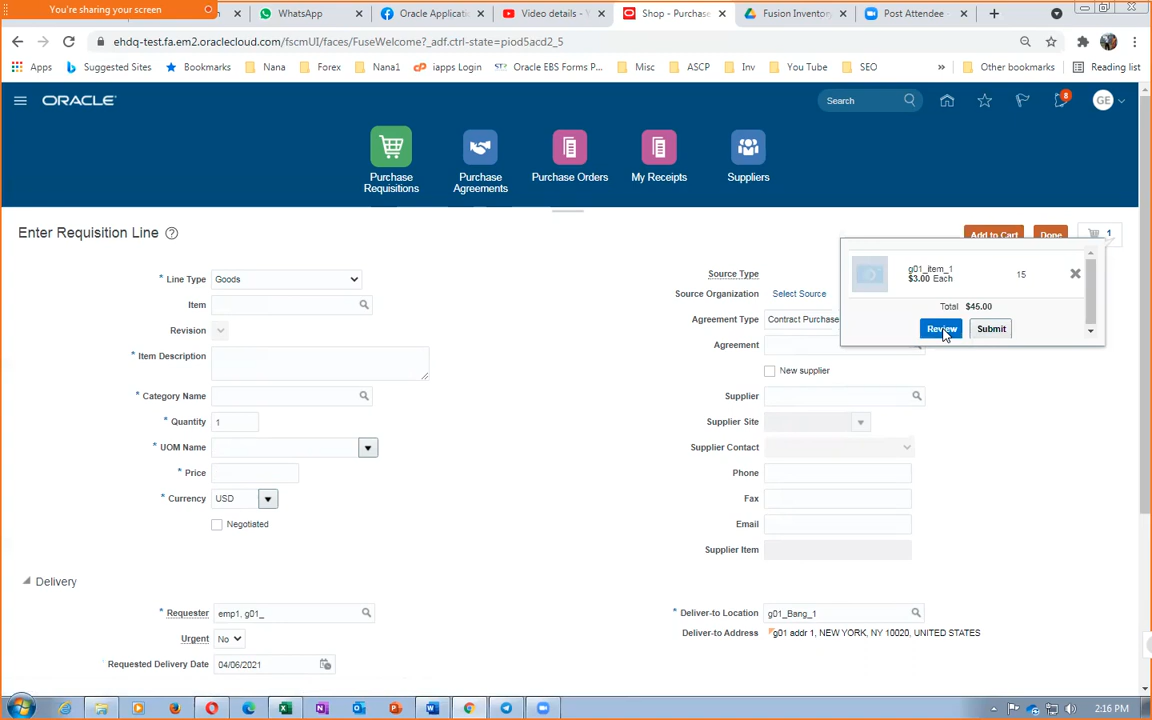 You're sharing your screen
WhatsApp
Oracle Applicatic
Video details - Y
Shop - Purchase
Fusion Inventory
Post Attendee -
ehdq-test.fa.em2.oraclecloud.com/fscmUI/faces/FuseWelcome?_adf.ctrl-state=piod5acd2_5
Apps
Suggested Sites
Bookmarks
Nana
Forex
Nana1
iapps Login
Oracle EBS Forms P...
Misc
ASCP
Inv
You Tube
SEO
»
Other bookmarks
Reading list
ORACLE
Search
8
GE
Purchase Requisitions
Purchase Agreements
Purchase Orders
My Receipts
Suppliers
Enter Requisition Line
Add to Cart
Done
1
g01_item_1
$3.00 Each
15
Total $45.00
Review
Submit
* Line Type Goods
Item
Revision
* Item Description
* Category Name
* Quantity 1
* UOM Name
* Price
* Currency USD
Negotiated
Source Type
Source Organization Select Source
Agreement Type Contract Purchase
Agreement
New supplier
Supplier
Supplier Site
Supplier Contact
Phone
Fax
Email
Supplier Item
Delivery
* Requester emp1, g01_
Urgent No
Requested Delivery Date 04/06/2021
* Deliver-to Location g01_Bang_1
Deliver-to Address g01 addr 1, NEW YORK, NY 10020, UNITED STATES
2:16 PM